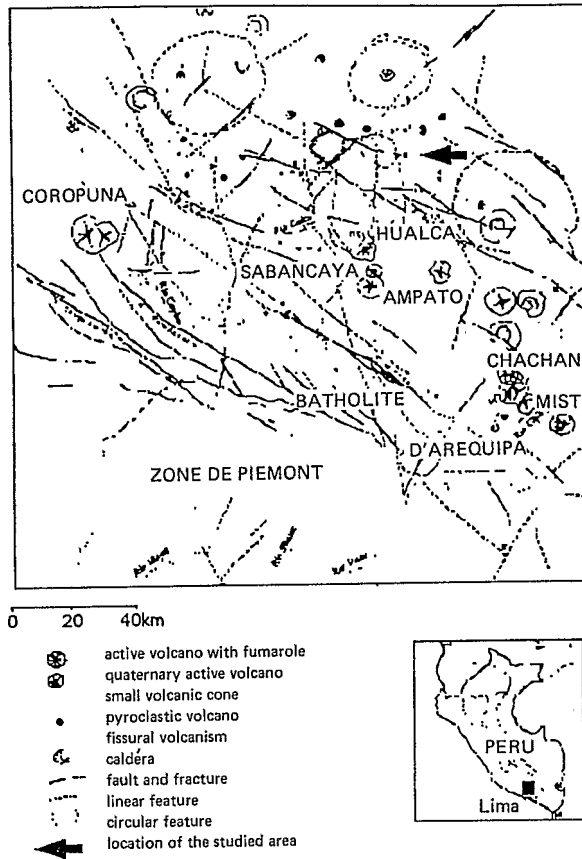 COROPUNA
HUALCA
SABANCAYA
AMPATO
CHACHAN
MIST
BATHOLITE
D'AREQUIPA
ZONE DE PIEMONT
0 20 40km
active volcano with fumarole
quaternary active volcano
small volcanic cone
pyroclastic volcano
fissural volcanism
caldéra
fault and fracture
linear feature
circular feature
location of the studied area
PERU
Lima